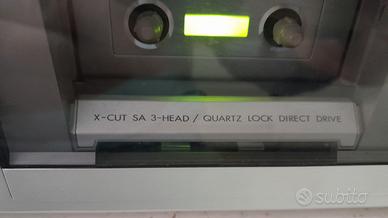 X-CUT SA 3-HEAD / QUARTZ LOCK DIRECT DRIVE
subito